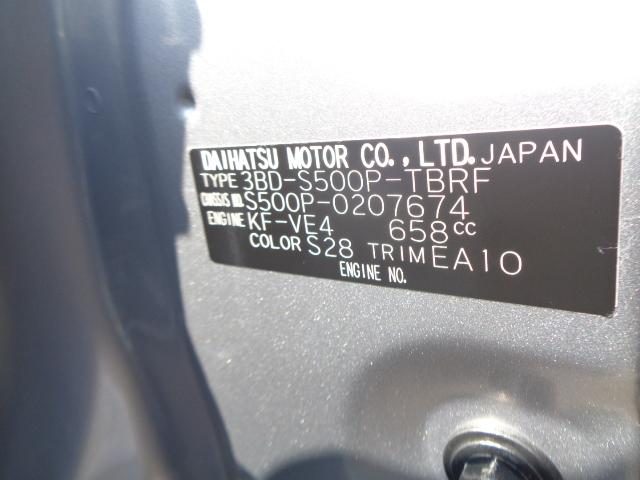 DAIHATSU MOTOR CO., LTD. JAPAN
TYPE 3BD-S500P-TBRF
CHASSIS NO. S500P-0207674
ENGINE KF-VE4 658cc
COLOR S28 TRIM EA10
ENGINE NO.